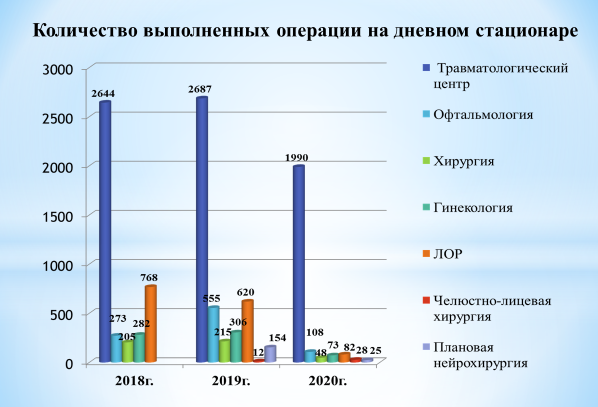 Количество выполненных операции на дневном стационаре
3000
2500
2000
1500
1000
500
0
2644
273
205
282
768
2687
555
215
306
620
12
154
1990
108
48
73
82
28
25
2018г.
2019г.
2020г.
Травматологический
центр
Офтальмология
Хирургия
Гинекология
ЛОР
Челюстно-лицевая
хирургия
Плановая
нейрохирургия